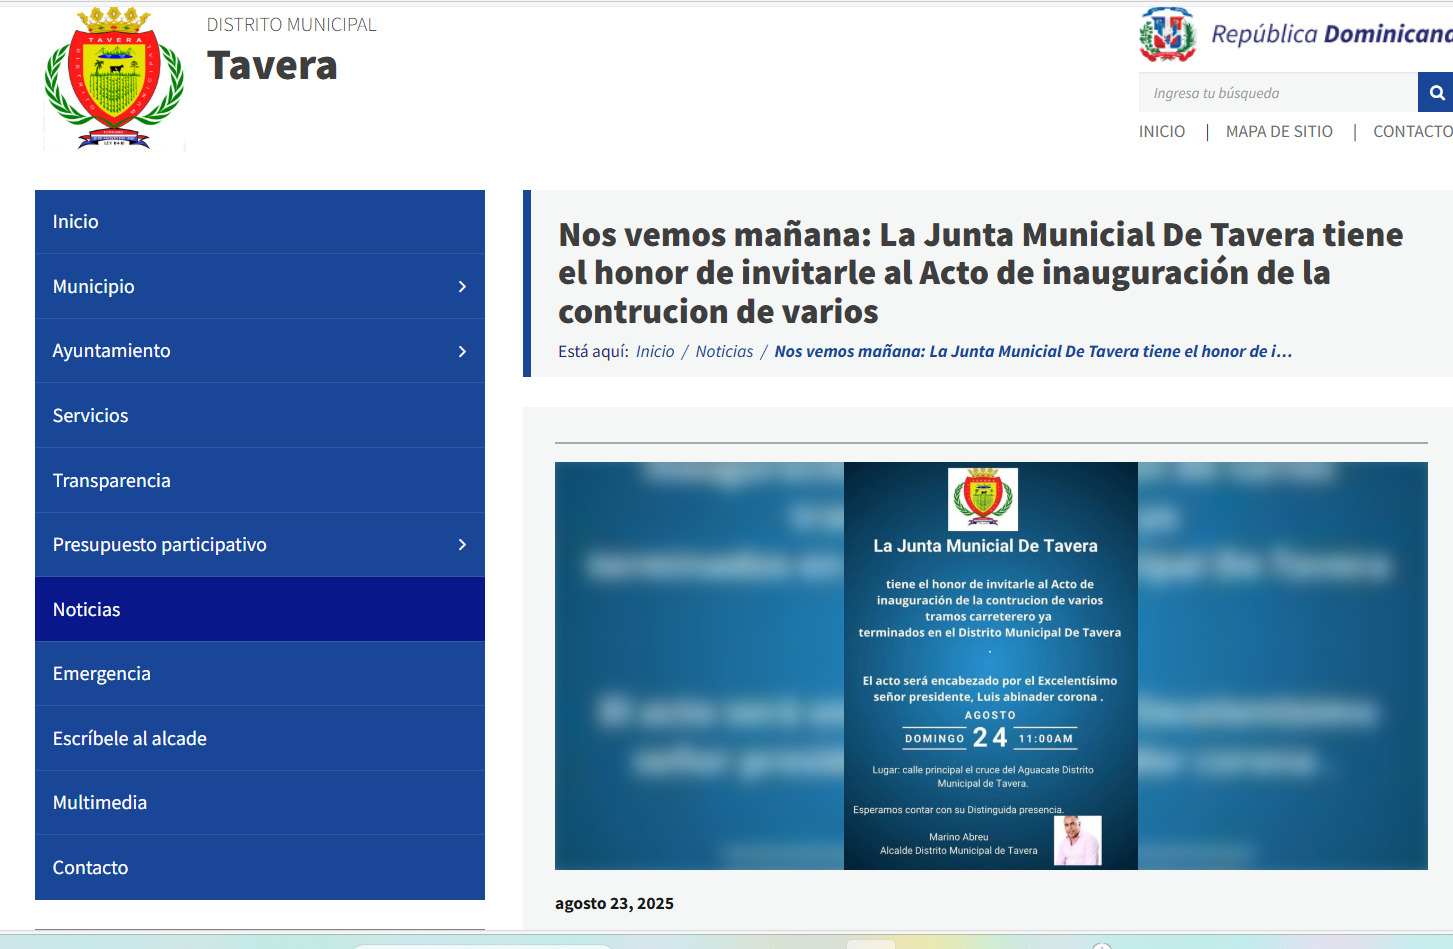 DISTRITO MUNICIPAL
Tavera
República Dominicana
Ingresa tu búsqueda
INICIO | MAPA DE SITIO | CONTACTO
Inicio
Municipio
Ayuntamiento
Servicios
Transparencia
Presupuesto participativo
Noticias
Emergencia
Escríbele al alcade
Multimedia
Contacto
Nos vemos mañana: La Junta Municial De Tavera tiene
el honor de invitarle al Acto de inauguración de la
contrucion de varios
Está aquí: Inicio / Noticias / Nos vemos mañana: La Junta Municial De Tavera tiene el honor de i...
TAVERA
DISTRITO MUNICIPAL
La Junta Municial De Tavera
tiene el honor de invitarle al Acto de
inauguración de la contrucion de varios
tramos carreterero ya
terminados en el Distrito Municipal De Tavera
.
El acto será encabezado por el Excelentísimo
señor presidente, Luis abinader corona .
AGOSTO
DOMINGO 24 11:00AM
Lugar: calle principal el cruce del Aguacate Distrito
Municipal de Tavera.
Esperamos contar con su Distinguida presencia.
Marino Abreu
Alcalde Distrito Municipal de Tavera
agosto 23, 2025